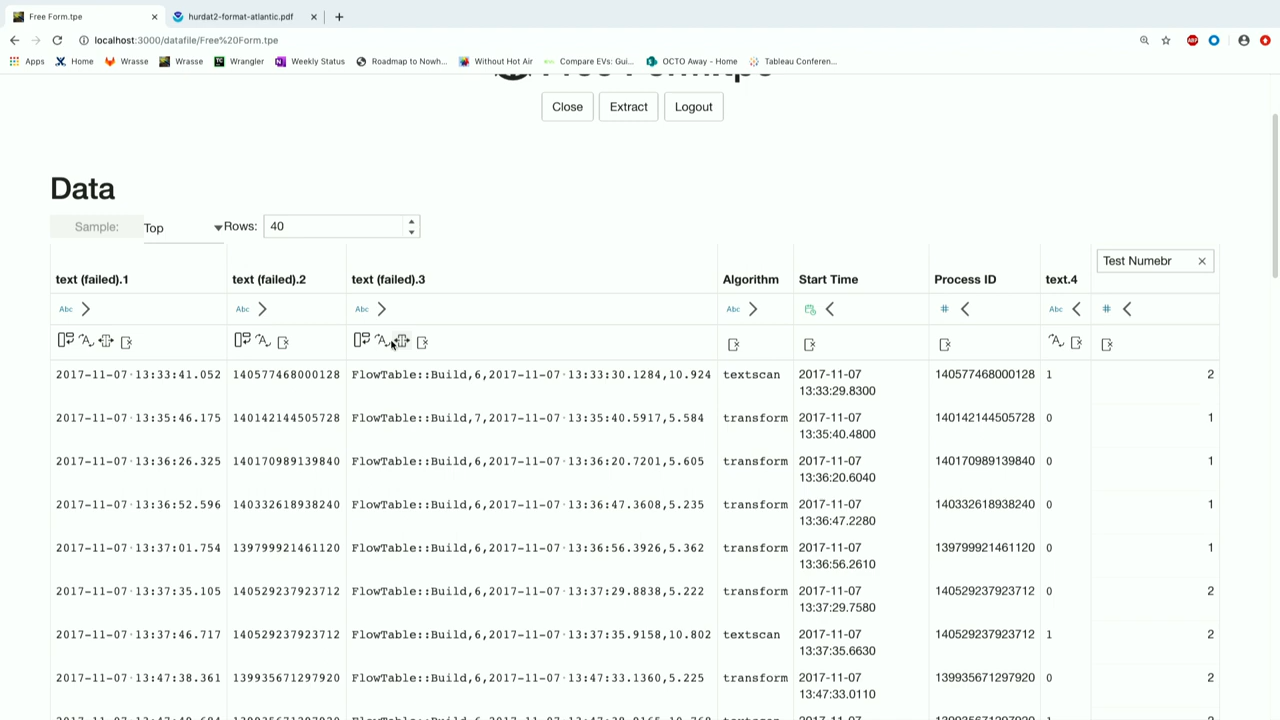 Free Form.tpe
hurdat2-format-atlantic.pdf
localhost:3000/datafile/Free%20Form.tpe
Apps Home Wrasse Wrasse Wrangler Weekly Status Roadmap to Nowh... Without Hot Air Compare EVs: Gui... OCTO Away - Home Tableau Conferen...
Free Form.tpe
Close Extract Logout
Data
Sample: Top Rows: 40
Test Numebr
text (failed).1 text (failed).2 text (failed).3 Algorithm Start Time Process ID text.4
Abc Abc Abc Abc # Abc #
2017-11-07·13:33:41.052 140577468000128 FlowTable::Build,6,2017-11-07·13:33:30.1284,10.924 textscan 2017-11-07 140577468000128 1 2
13:33:29.8300
2017-11-07·13:35:46.175 140142144505728 FlowTable::Build,7,2017-11-07·13:35:40.5917,5.584 transform 2017-11-07 140142144505728 0 1
13:35:40.4800
2017-11-07·13:36:26.325 140170989139840 FlowTable::Build,6,2017-11-07·13:36:20.7201,5.605 transform 2017-11-07 140170989139840 0 1
13:36:20.6040
2017-11-07·13:36:52.596 140332618938240 FlowTable::Build,6,2017-11-07·13:36:47.3608,5.235 transform 2017-11-07 140332618938240 0 1
13:36:47.2280
2017-11-07·13:37:01.754 139799921461120 FlowTable::Build,6,2017-11-07·13:36:56.3926,5.362 transform 2017-11-07 139799921461120 0 1
13:36:56.2610
2017-11-07·13:37:35.105 140529237923712 FlowTable::Build,6,2017-11-07·13:37:29.8838,5.222 transform 2017-11-07 140529237923712 0 2
13:37:29.7580
2017-11-07·13:37:46.717 140529237923712 FlowTable::Build,6,2017-11-07·13:37:35.9158,10.802 textscan 2017-11-07 140529237923712 1 2
13:37:35.6630
2017-11-07·13:47:38.361 139935671297920 FlowTable::Build,6,2017-11-07·13:47:33.1360,5.225 transform 2017-11-07 139935671297920 0 2
13:47:33.0110